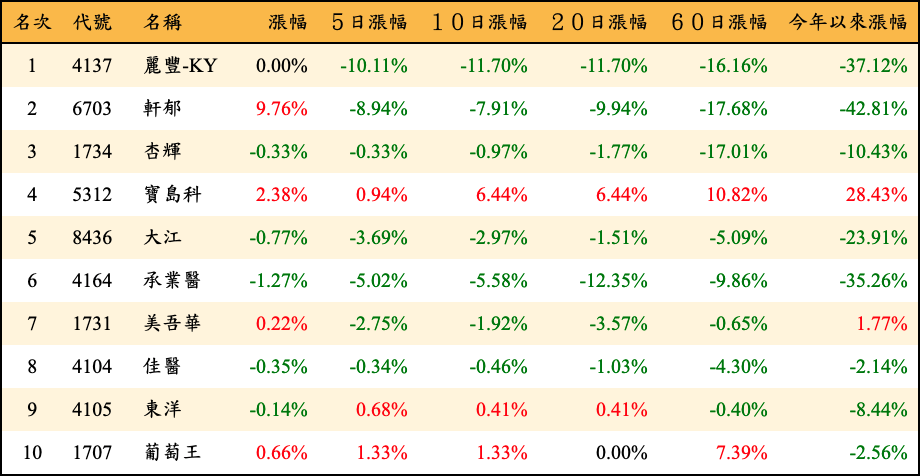 名次 代號 名稱 漲幅 ５日漲幅 １０日漲幅 ２０日漲幅 ６０日漲幅 今年以來漲幅
1 4137 麗豐-KY 0.00% -10.11% -11.70% -11.70% -16.16% -37.12%
2 6703 軒郁 9.76% -8.94% -7.91% -9.94% -17.68% -42.81%
3 1734 杏輝 -0.33% -0.33% -0.97% -1.77% -17.01% -10.43%
4 5312 寶島科 2.38% 0.94% 6.44% 6.44% 10.82% 28.43%
5 8436 大江 -0.77% -3.69% -2.97% -1.51% -5.09% -23.91%
6 4164 承業醫 -1.27% -5.02% -5.58% -12.35% -9.86% -35.26%
7 1731 美吾華 0.22% -2.75% -1.92% -3.57% -0.65% 1.77%
8 4104 佳醫 -0.35% -0.34% -0.46% -1.03% -4.30% -2.14%
9 4105 東洋 -0.14% 0.68% 0.41% 0.41% -0.40% -8.44%
10 1707 葡萄王 0.66% 1.33% 1.33% 0.00% 7.39% -2.56%